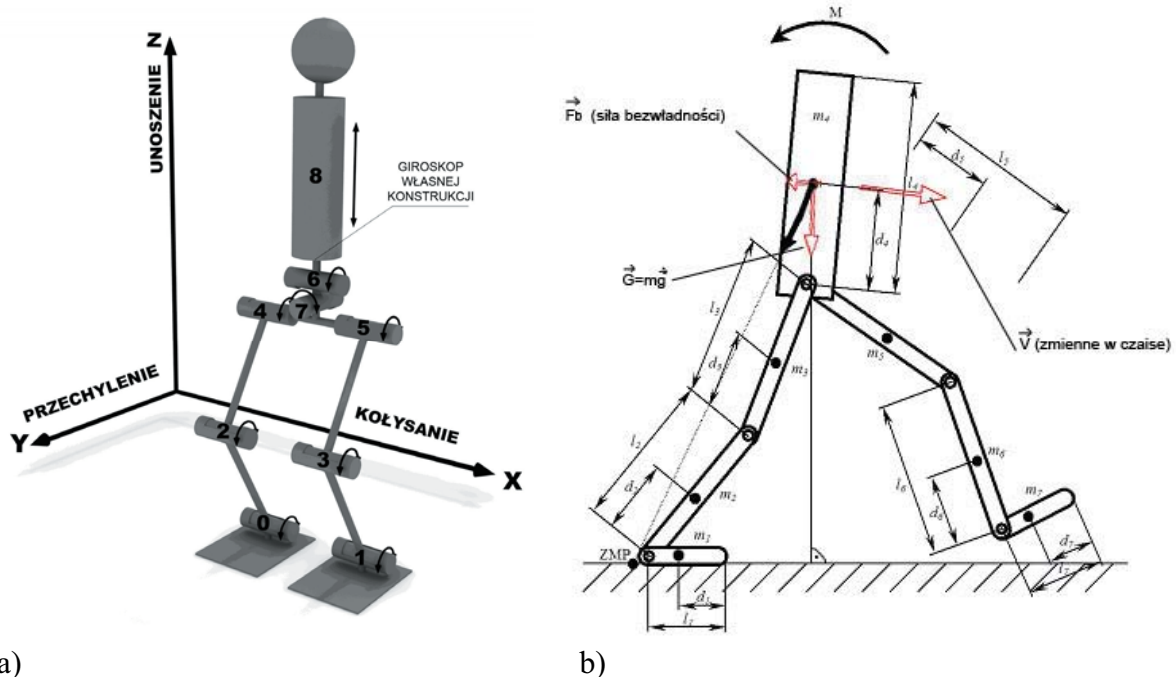 Z
UNOSZENIE
8
GIROSKOP
WŁASNEJ
KONSTRUKCJI
6
4
7
5
PRZECHYLENIE
Y
KOŁYSANIE
X
2
3
0
1
a)
M
F⃗b (siła bezwładności)
m4
l4
d4
d5
l5
G⃗=mg⃗
V⃗ (zmienne w czaise)
l3
d3
m3
m5
l2
d2
m2
l6
d6
m6
m7
m1
ZMP
d1
l1
d7
l7
b)